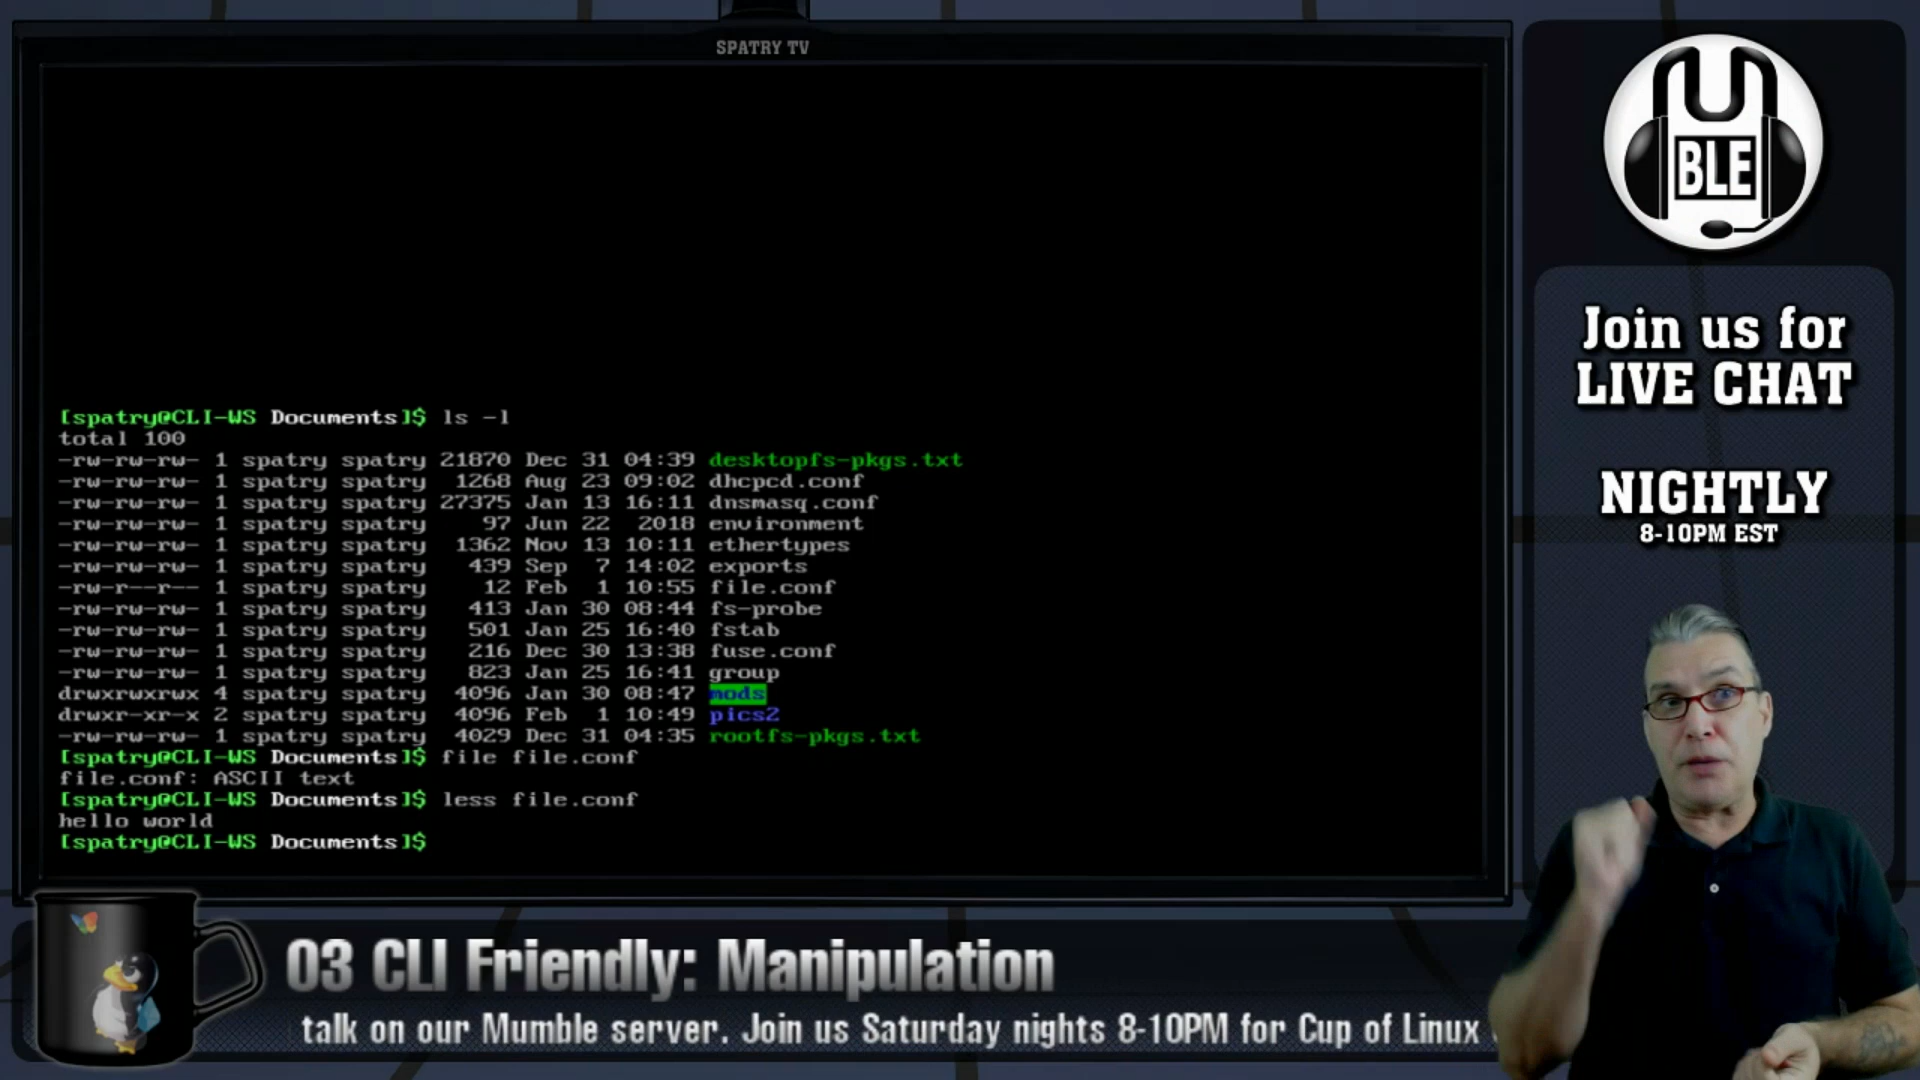 SPATRY TV
[spatry@CLI-WS Documents]$ ls -l
total 100
-rw-rw-rw- 1 spatry spatry 21870 Dec 31 04:39 desktopfs-pkgs.txt
-rw-rw-rw- 1 spatry spatry  1268 Aug 23 09:02 dhcpcd.conf
-rw-rw-rw- 1 spatry spatry 27375 Jan 13 16:11 dnsmasq.conf
-rw-rw-rw- 1 spatry spatry    97 Jun 22  2018 environment
-rw-rw-rw- 1 spatry spatry  1362 Nov 13 10:11 ethertypes
-rw-rw-rw- 1 spatry spatry   439 Sep  7 14:02 exports
-rw-r--r-- 1 spatry spatry    12 Feb  1 10:55 file.conf
-rw-rw-rw- 1 spatry spatry   413 Jan 30 08:44 fs-probe
-rw-rw-rw- 1 spatry spatry   501 Jan 25 16:40 fstab
-rw-rw-rw- 1 spatry spatry   216 Dec 30 13:38 fuse.conf
-rw-rw-rw- 1 spatry spatry   823 Jan 25 16:41 group
drwxrwxrwx 4 spatry spatry  4096 Jan 30 08:47 mods
drwxr-xr-x 2 spatry spatry  4096 Feb  1 10:49 pics2
-rw-rw-rw- 1 spatry spatry  4029 Dec 31 04:35 rootfs-pkgs.txt
[spatry@CLI-WS Documents]$ file file.conf
file.conf: ASCII text
[spatry@CLI-WS Documents]$ less file.conf
hello world
[spatry@CLI-WS Documents]$
BLE
Join us for
LIVE CHAT
NIGHTLY
8-10PM EST
03 CLI Friendly: Manipulation
talk on our Mumble server. Join us Saturday nights 8-10PM for Cup of Linux